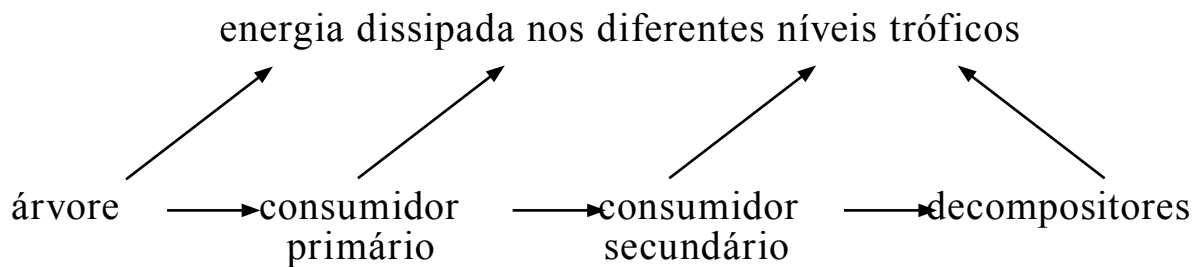 energia dissipada nos diferentes níveis tróficos
árvore
consumidor
primário
consumidor
secundário
decompositores